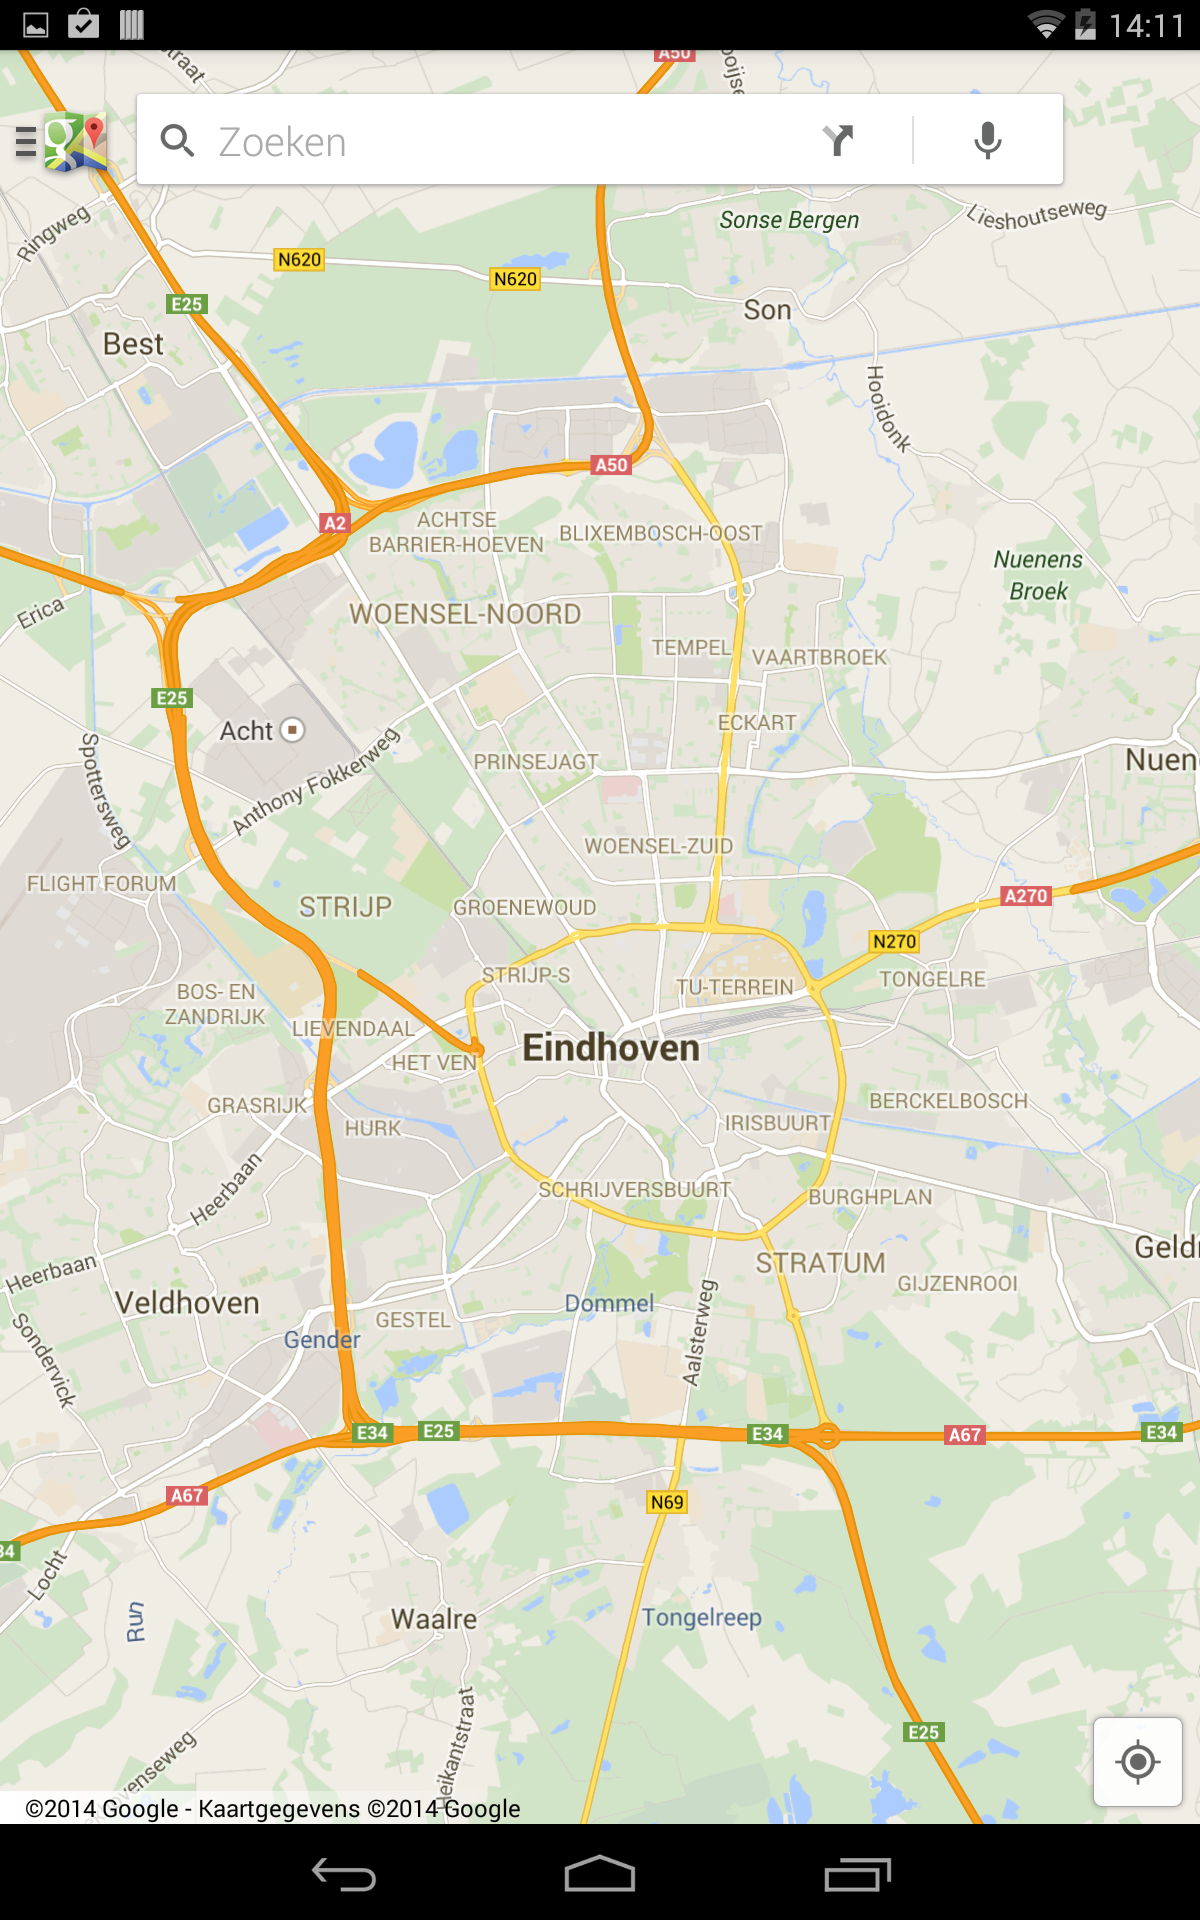 14:11
A50
Zoeken
Ringweg
Sonse Bergen
Lieshoutseweg
N620
N620
E25
Son
Best
Hooidonk
A50
A2
ACHTSE
BARRIER-HOEVEN
BLIXEMBOSCH-OOST
Nuenens
Broek
Erica
WOENSEL-NOORD
TEMPEL
VAARTBROEK
E25
Acht
ECKART
Spottersweg
Anthony Fokkerweg
PRINSEJAGT
Nuen
WOENSEL-ZUID
FLIGHT FORUM
STRIJP
GROENEWOUD
A270
N270
STRIJP-S
TU-TERREIN
TONGELRE
BOS- EN
ZANDRIJK
LIEVENDAAL
Eindhoven
HET VEN
GRASRIJK
BERCKELBOSCH
HURK
IRISBUURT
Heerbaan
SCHRIJVERSBUURT
BURGHPLAN
Heerbaan
STRATUM
Geld
GIJZENROOI
Veldhoven
Dommel
GESTEL
Gender
Sondervick
Aalsterweg
E34
E25
E34
A67
E34
A67
N69
34
Locht
Run
Waalre
Tongelreep
Heikantstraat
E25
venseweg
©2014 Google - Kaartgegevens ©2014 Google